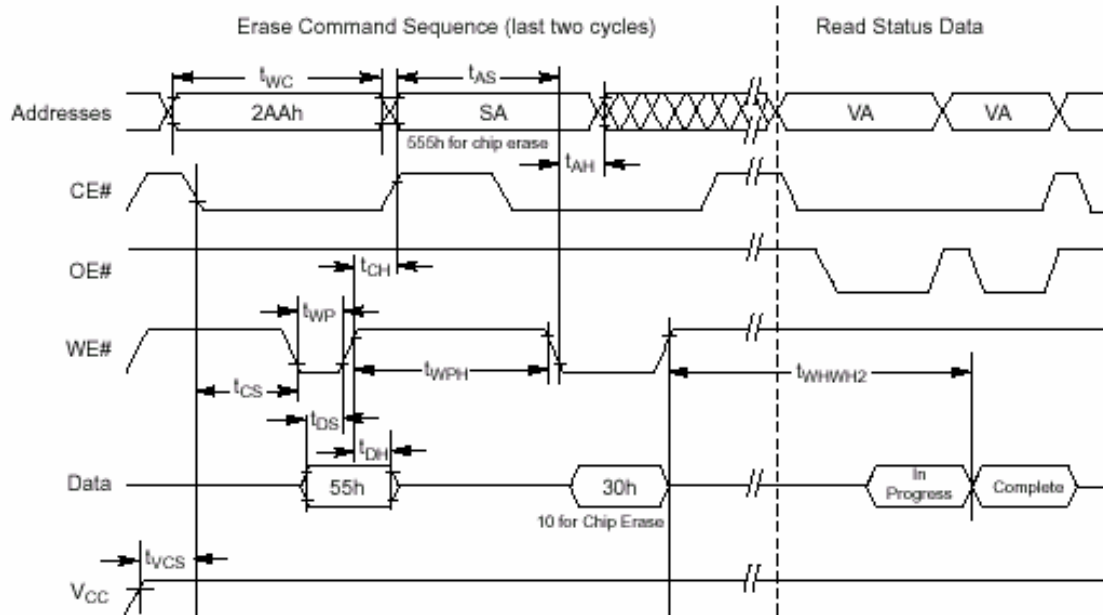 Erase Command Sequence (last two cycles)
Read Status Data
tWC
tAS
Addresses
2AAh
SA
VA
VA
555h for chip erase
tAH
CE#
tCH
OE#
tWP
WE#
tWPH
tWHWH2
tCS
tDS
tDH
Data
55h
30h
In
Progress
Complete
10 for Chip Erase
tVCS
VCC